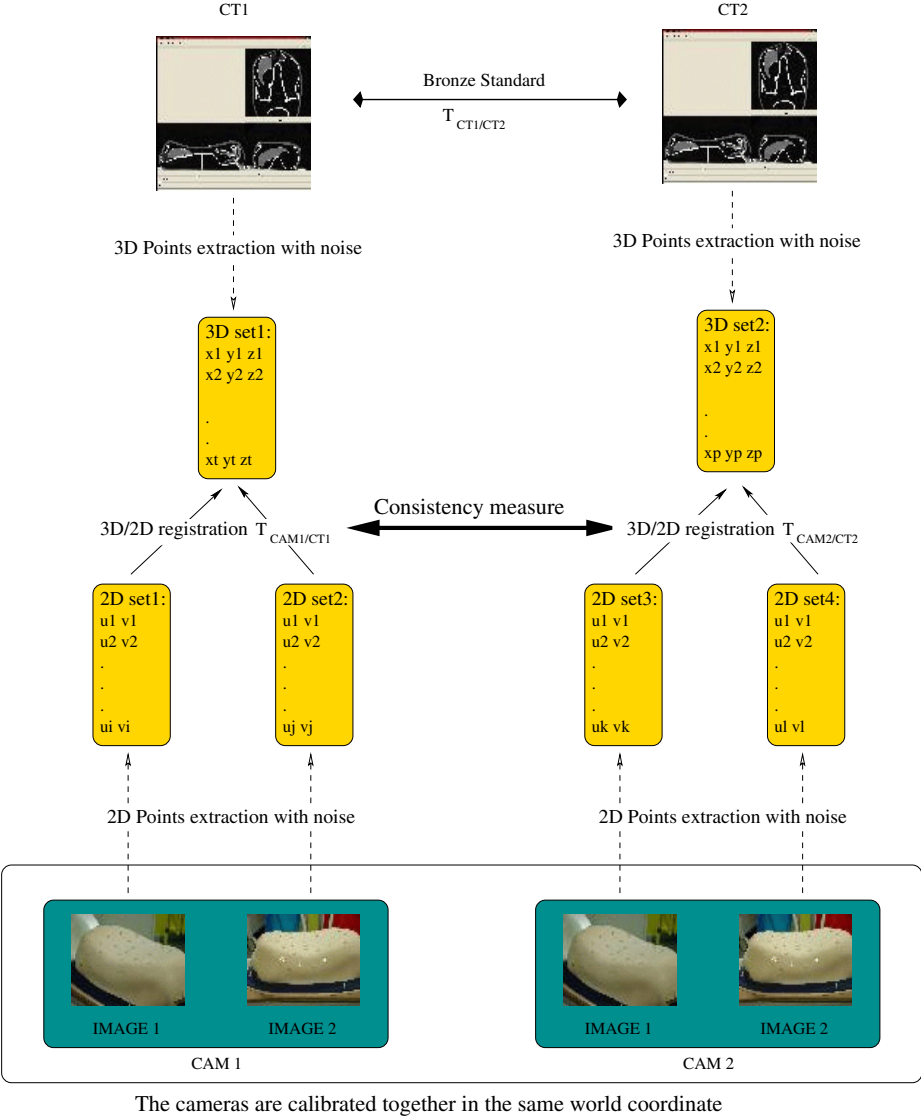 CT1
CT2
Bronze Standard
T CT1/CT2
3D Points extraction with noise
3D Points extraction with noise
3D set1:
x1 y1 z1
x2 y2 z2
.
.
xt yt zt
3D set2:
x1 y1 z1
x2 y2 z2
.
.
xp yp zp
Consistency measure
3D/2D registration T CAM1/CT1
3D/2D registration T CAM2/CT2
2D set1:
u1 v1
u2 v2
.
.
.
ui vi
2D set2:
u1 v1
u2 v2
.
.
.
uj vj
2D set3:
u1 v1
u2 v2
.
.
.
uk vk
2D set4:
u1 v1
u2 v2
.
.
.
ul vl
2D Points extraction with noise
2D Points extraction with noise
IMAGE 1
IMAGE 2
IMAGE 1
IMAGE 2
CAM 1
CAM 2
The cameras are calibrated together in the same world coordinate